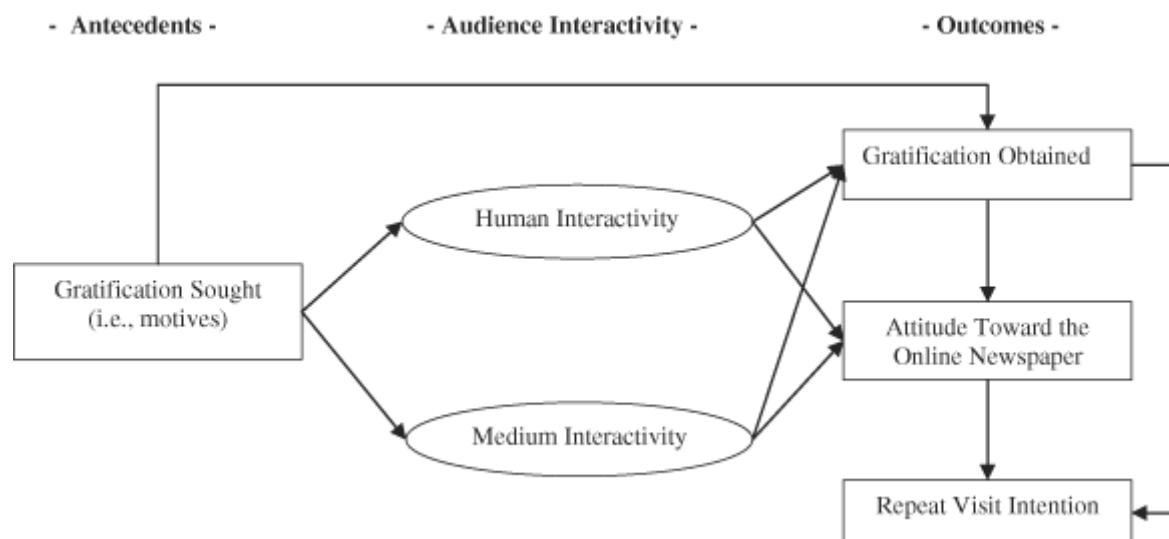 - Antecedents -
- Audience Interactivity -
- Outcomes -
Gratification Obtained
Human Interactivity
Gratification Sought
(i.e., motives)
Attitude Toward the
Online Newspaper
Medium Interactivity
Repeat Visit Intention